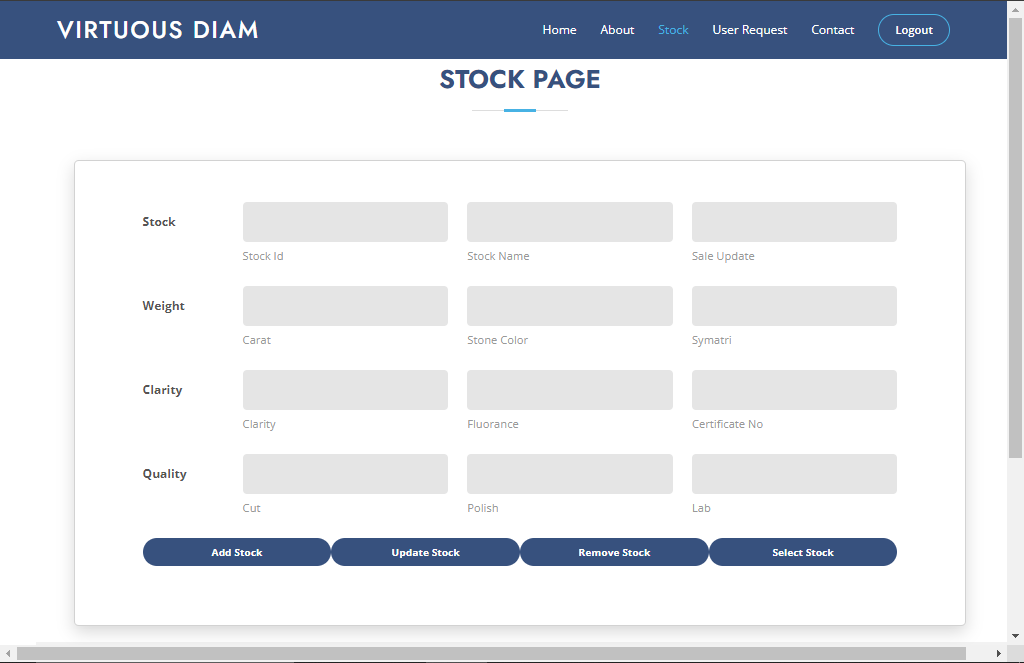 VIRTUOUS DIAM
Home About Stock User Request Contact Logout
STOCK PAGE
Stock
Stock Id Stock Name Sale Update
Weight
Carat Stone Color Symatri
Clarity
Clarity Fluorance Certificate No
Quality
Cut Polish Lab
Add Stock Update Stock Remove Stock Select Stock